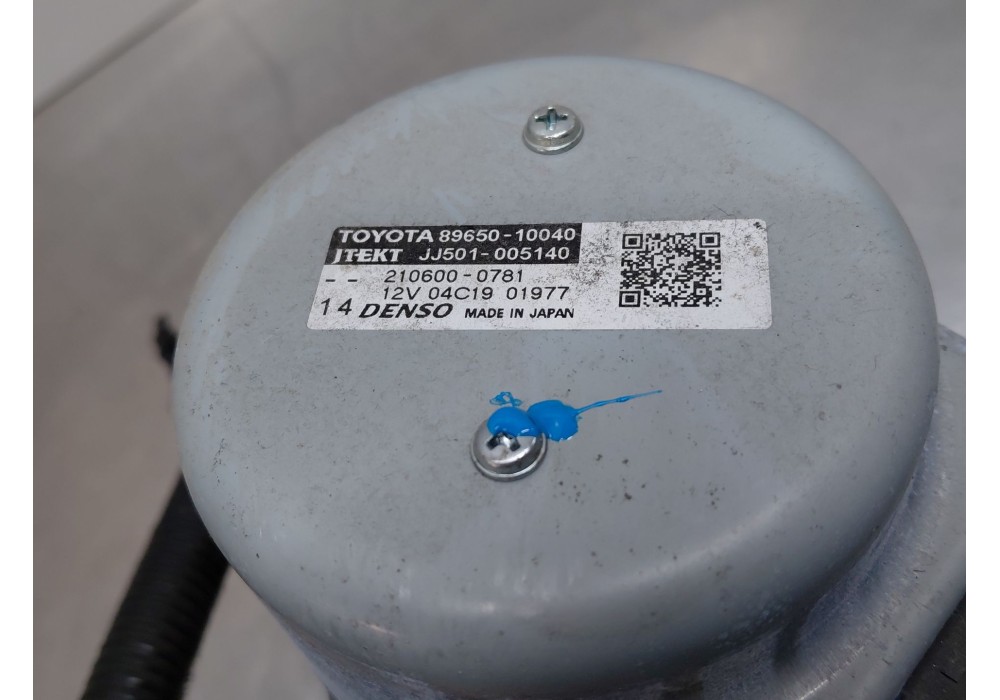 TOYOTA 89650-10040
JTEKT JJ501-005140
-- 210600-0781
12V 04C19 01977
14 DENSO MADE IN JAPAN